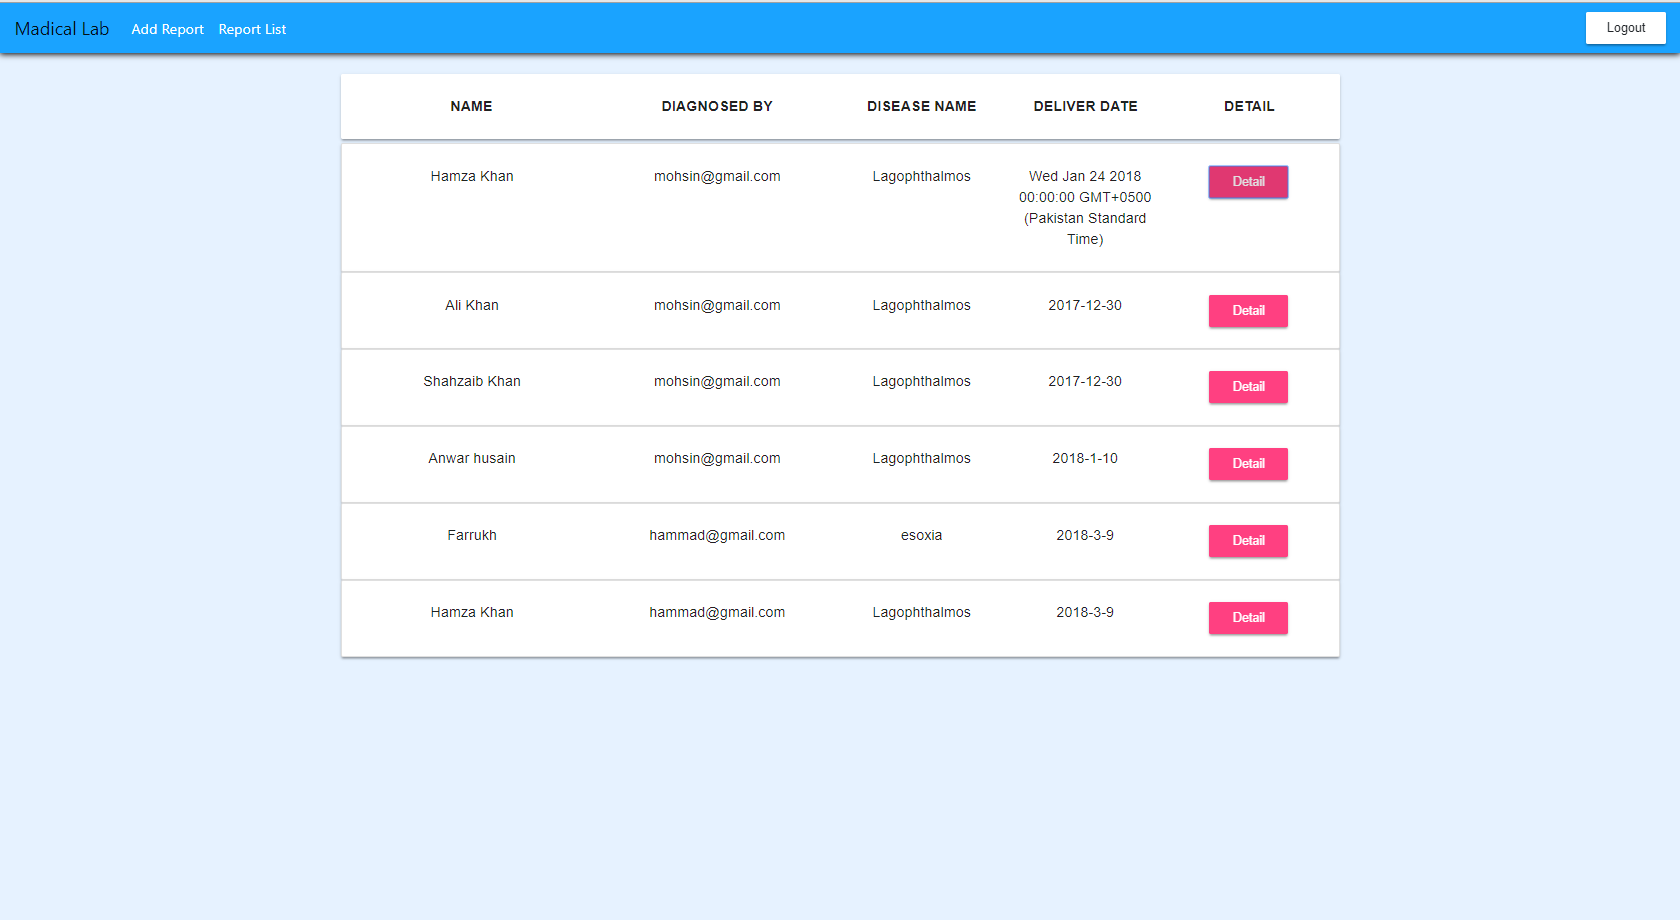 Madical Lab Add Report Report List Logout
NAME DIAGNOSED BY DISEASE NAME DELIVER DATE DETAIL
Hamza Khan mohsin@gmail.com Lagophthalmos Wed Jan 24 2018 Detail
00:00:00 GMT+0500
(Pakistan Standard
Time)
Ali Khan mohsin@gmail.com Lagophthalmos 2017-12-30 Detail
Shahzaib Khan mohsin@gmail.com Lagophthalmos 2017-12-30 Detail
Anwar husain mohsin@gmail.com Lagophthalmos 2018-1-10 Detail
Farrukh hammad@gmail.com esoxia 2018-3-9 Detail
Hamza Khan hammad@gmail.com Lagophthalmos 2018-3-9 Detail